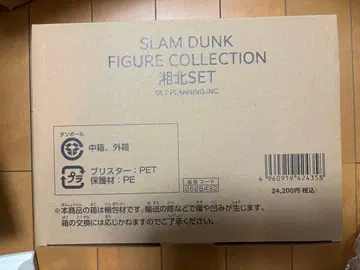 SLAM DUNK
FIGURE COLLECTION
湘北SET
©I.T.PLANNING,INC.
ダンボール
中箱、外箱
プラ
ブリスター：PET
保護材：PE
4 960919 424358
24,200円（税込）
※本商品の箱は梱包材です。輸送の際などで傷や凹みが生じます。
箱の交換には応じかねますのでご了承ください。